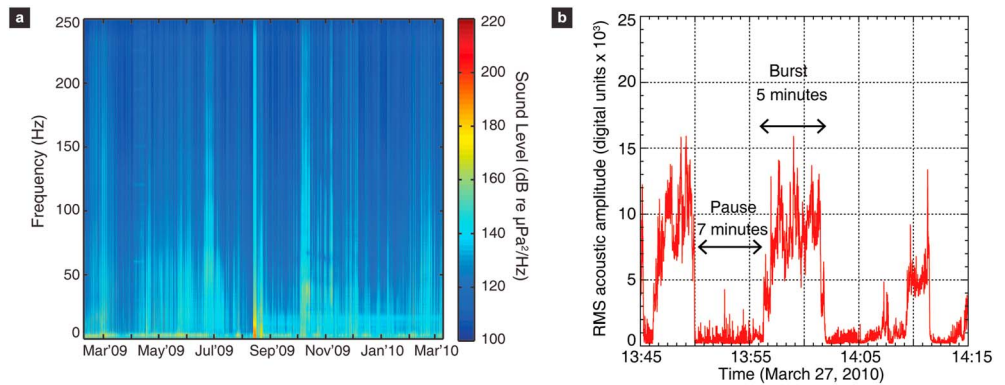 a
250
200
150
100
50
0
Frequency (Hz)
Mar'09 May'09 Jul'09 Sep'09 Nov'09 Jan'10 Mar'10
220
200
180
160
140
120
100
Sound Level (dB re µPa²/Hz)
b
25
20
15
10
5
0
RMS acoustic amplitude (digital units x 10³)
Burst
5 minutes
Pause
7 minutes
13:45 13:55 14:05 14:15
Time (March 27, 2010)